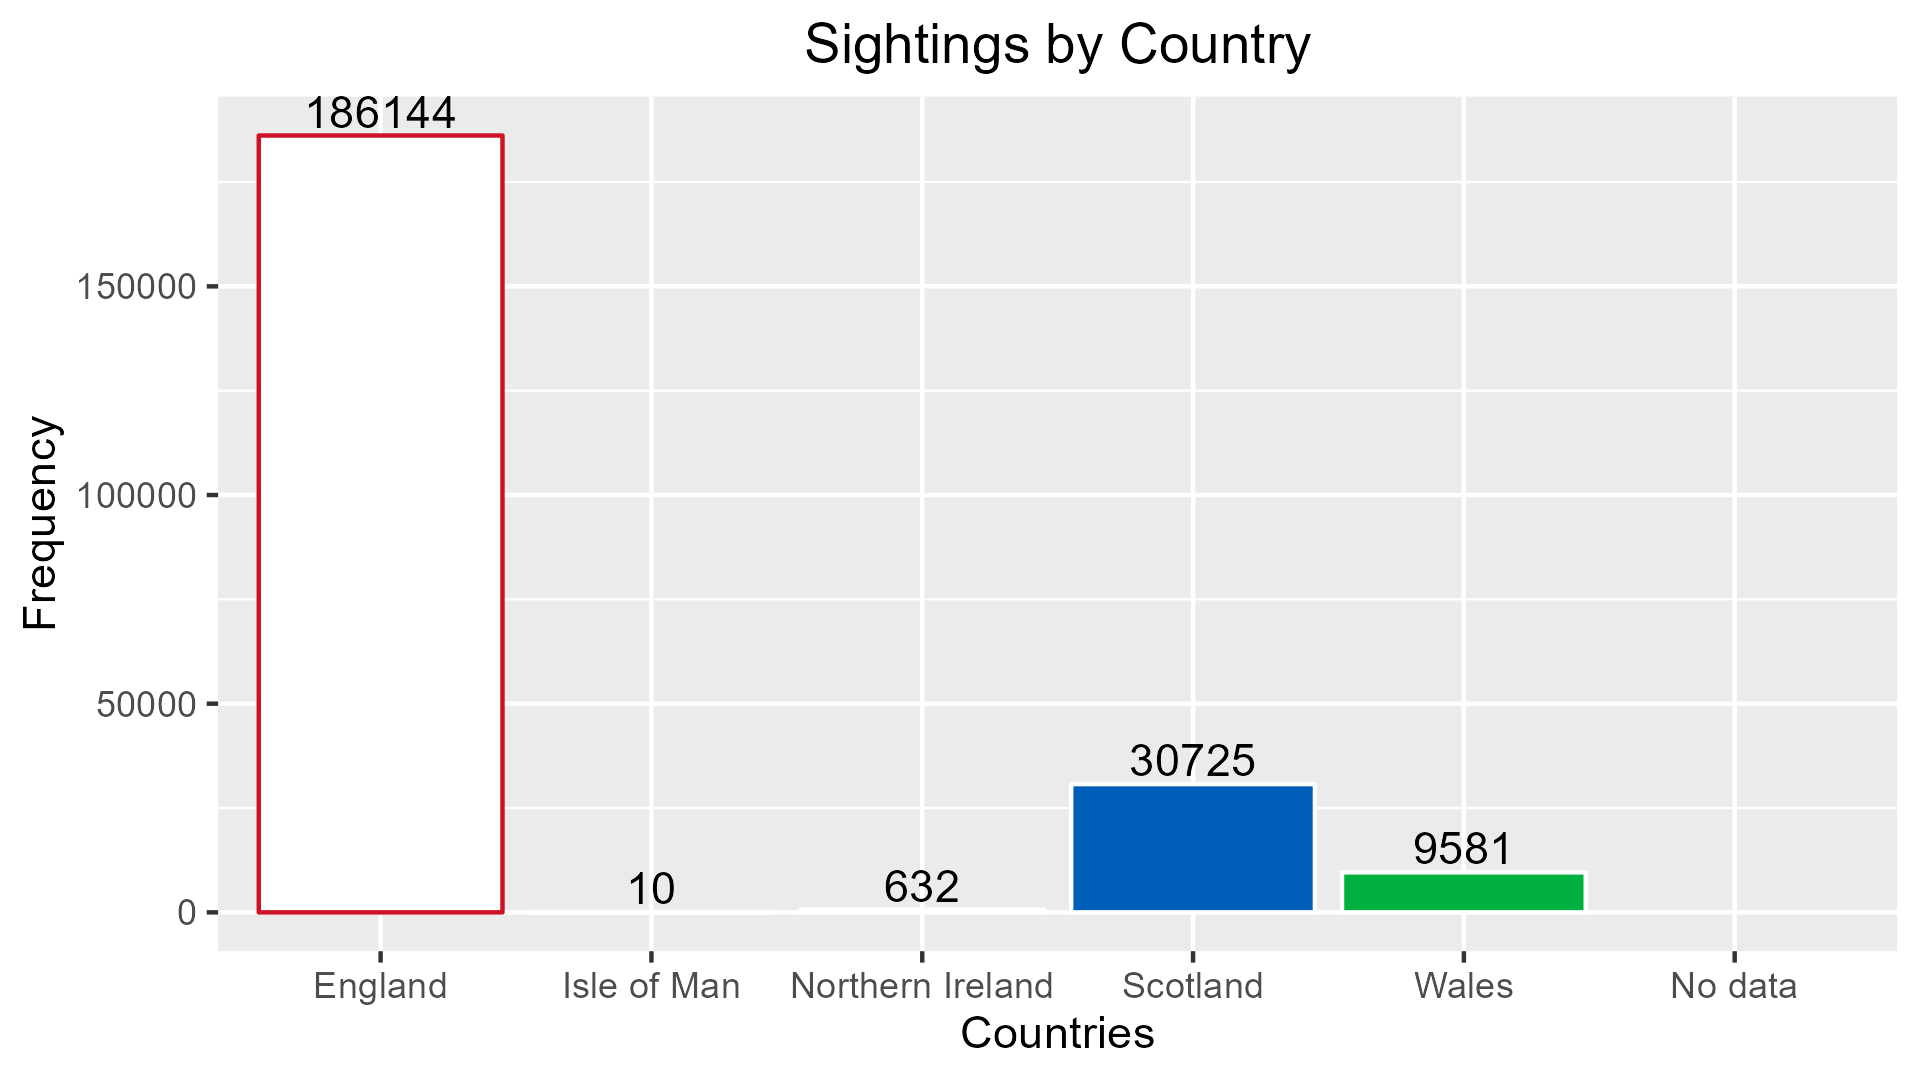 Sightings by Country
186144
150000
100000
50000
0
Frequency
10
632
30725
9581
England
Isle of Man
Northern Ireland
Scotland
Wales
No data
Countries